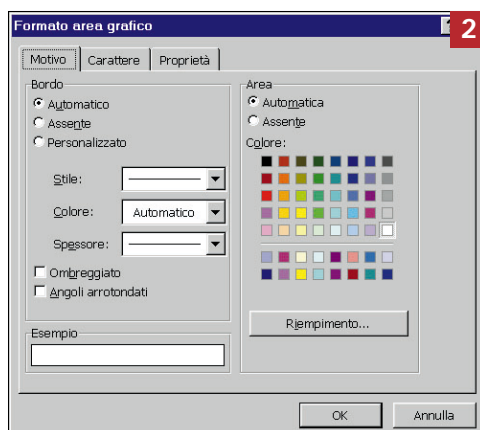 Formato area grafico
2
Motivo
Carattere
Proprietà
Bordo
Automatico
Assente
Personalizzato
Stile:
Colore: Automatico
Spessore:
Ombreggiato
Angoli arrotondati
Esempio
Area
Automatica
Assente
Colore:
Riempimento...
OK
Annulla